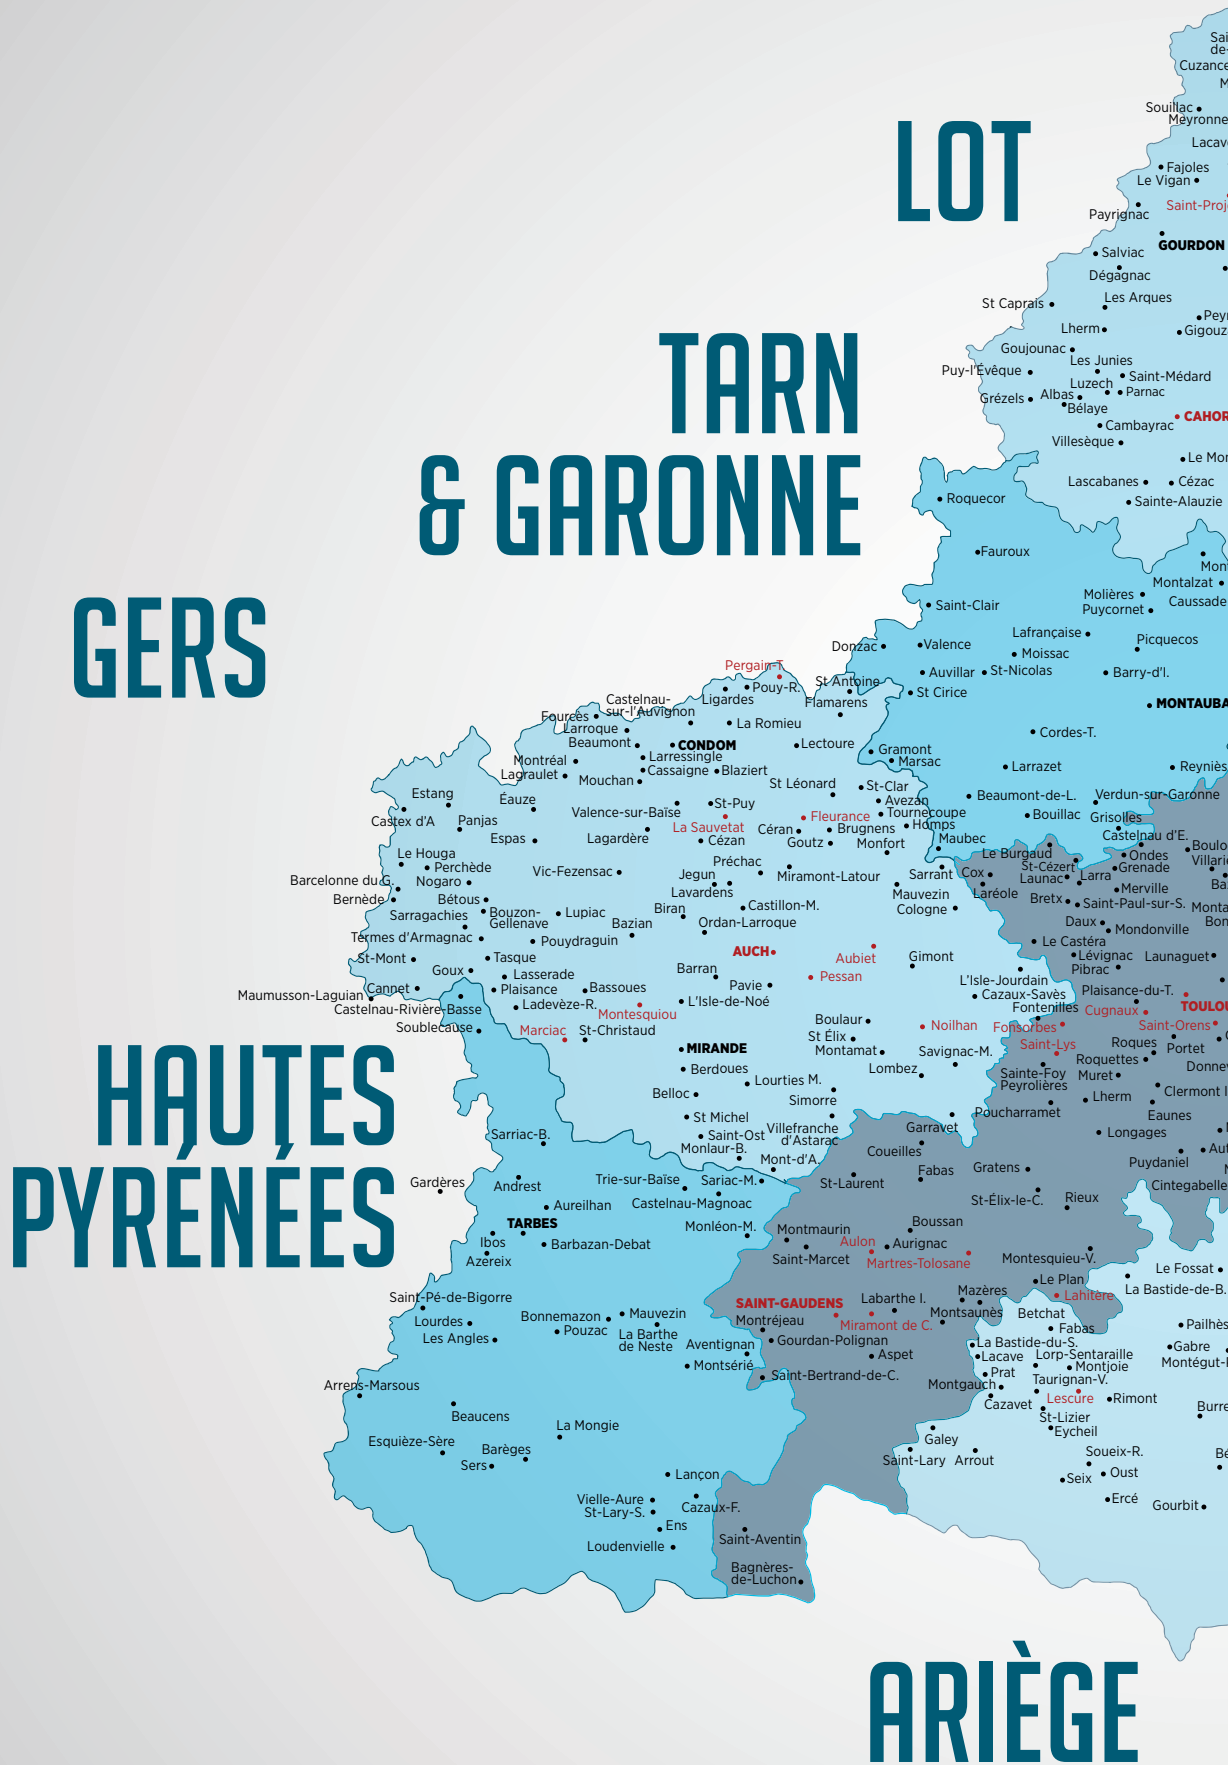 LOT
TARN
& GARONNE
GERS
HAUTES
PYRÉNÉES
ARIÈGE
Cuzance
Souillac
Meyronne
Fajoles
Le Vigan
Payrignac
GOURDON
Salviac
Dégagnac
St Caprais
Les Arques
Lherm
Goujounac
Les Junies
Puy-l'Évêque
Saint-Médard
Luzech
Parnac
Grézels
Albas
Bélaye
Cambayrac
Villesèque
Lascabanes
Cézac
Sainte-Alauzie
Roquecor
Fauroux
Montalzat
Molières
Puycornet
Caussade
Saint-Clair
Lafrançaise
Picquecos
Donzac
Valence
Moissac
Auvillar
St-Nicolas
Barry-d'I.
St Antoine
St Cirice
Cordes-T.
Gramont
Marsac
Larrazet
Reyniès
Beaumont-de-L.
Verdun-sur-Garonne
Bouillac
Grisolles
Maubec
Pergain-T.
Pouy-R.
Ligardes
Flamarens
Castelnau-
sur-l'Auvignon
Fourcès
Larroque
La Romieu
Beaumont
CONDOM
Lectoure
Larressingle
Montréal
Cassaigne
Blaziert
Lagraulet
Mouchan
St Léonard
St-Clar
Avezan
Estang
Éauze
Castex d'A
Panjas
Valence-sur-Baïse
St-Puy
Tournecoupe
La Sauvetat
Fleurance
Homps
Céran
Brugnens
Espas
Lagardère
Cézan
Goutz
Monfort
Le Houga
Perchède
Préchac
Barcelonne du G.
Nogaro
Vic-Fezensac
Jegun
Miramont-Latour
Sarrant
Bernède
Bétous
Lavardens
Mauvezin
Sarragachies
Bouzon-
Gellenave
Lupiac
Biran
Castillon-M.
Cologne
Bazian
Ordan-Larroque
Termes d'Armagnac
Pouydraguin
AUCH
Aubiet
Gimont
St-Mont
Tasque
Goux
Lasserade
Barran
Pessan
L'Isle-Jourdain
Cannet
Plaisance
Bassoues
Pavie
Cazaux-Savès
Maumusson-Laguian
Ladevèze-R.
L'Isle-de-Noé
Castelnau-Rivière-Basse
Montesquiou
Fontenilles
Soublecause
Marciac
St-Christaud
Boulaur
Noilhan
St Élix
MIRANDE
Montamat
Savignac-M.
Berdoues
Lombez
Lourties M.
Belloc
Simorre
St Michel
Villefranche
d'Astarac
Saint-Ost
Monlaur-B.
Mont-d'A.
Garravet
Sarriac-B.
Gardères
Andrest
Trie-sur-Baïse
Sariac-M.
Aureilhan
Castelnau-Magnoac
TARBES
Monléon-M.
Ibos
Barbazan-Debat
Azereix
Saint-Pé-de-Bigorre
Bonnemazon
Mauvezin
Lourdes
Pouzac
La Barthe
de Neste
Les Angles
Aventignan
Montsérié
Arrens-Marsous
Beaucens
La Mongie
Esquièze-Sère
Barèges
Sers
Lançon
Vielle-Aure
Cazaux-F.
St-Lary-S.
Ens
Loudenvielle
Castelnau d'E.
Le Burgaud
Ondes
St-Cézert
Grenade
Cox
Launac
Larra
Laréole
Merville
Bretx
Saint-Paul-sur-S.
Daux
Mondonville
Le Castéra
Lévignac
Launaguet
Pibrac
Plaisance-du-T.
Cugnaux
Fonsorbes
Saint-Orens
Saint-Lys
Roques
Portet
Roquettes
Sainte-Foy
Peyrolières
Muret
Lherm
Clermont l
Poucharramet
Eaunes
Longages
Puydaniel
Cintegabelle
Coueilles
Fabas
Gratens
St-Laurent
St-Élix-le-C.
Rieux
Boussan
Montmaurin
Aulon
Aurignac
Saint-Marcet
Martres-Tolosane
Montesquieu-V.
Le Plan
Lahitère
SAINT-GAUDENS
Labarthe I.
Mazères
Montsaunès
Montréjeau
Miramont de C.
Gourdan-Polignan
Aspet
Saint-Bertrand-de-C.
Saint-Aventin
Bagnères-
de-Luchon
Le Fossat
La Bastide-de-B.
Betchat
Fabas
La Bastide-du-S.
Gabre
Lacave
Lorp-Sentaraille
Prat
Montjoie
Montgauch
Taurignan-V.
Lescure
Rimont
Cazavet
St-Lizier
Eycheil
Galey
Saint-Lary
Arrout
Soueix-R.
Seix
Oust
Ercé
Gourbit